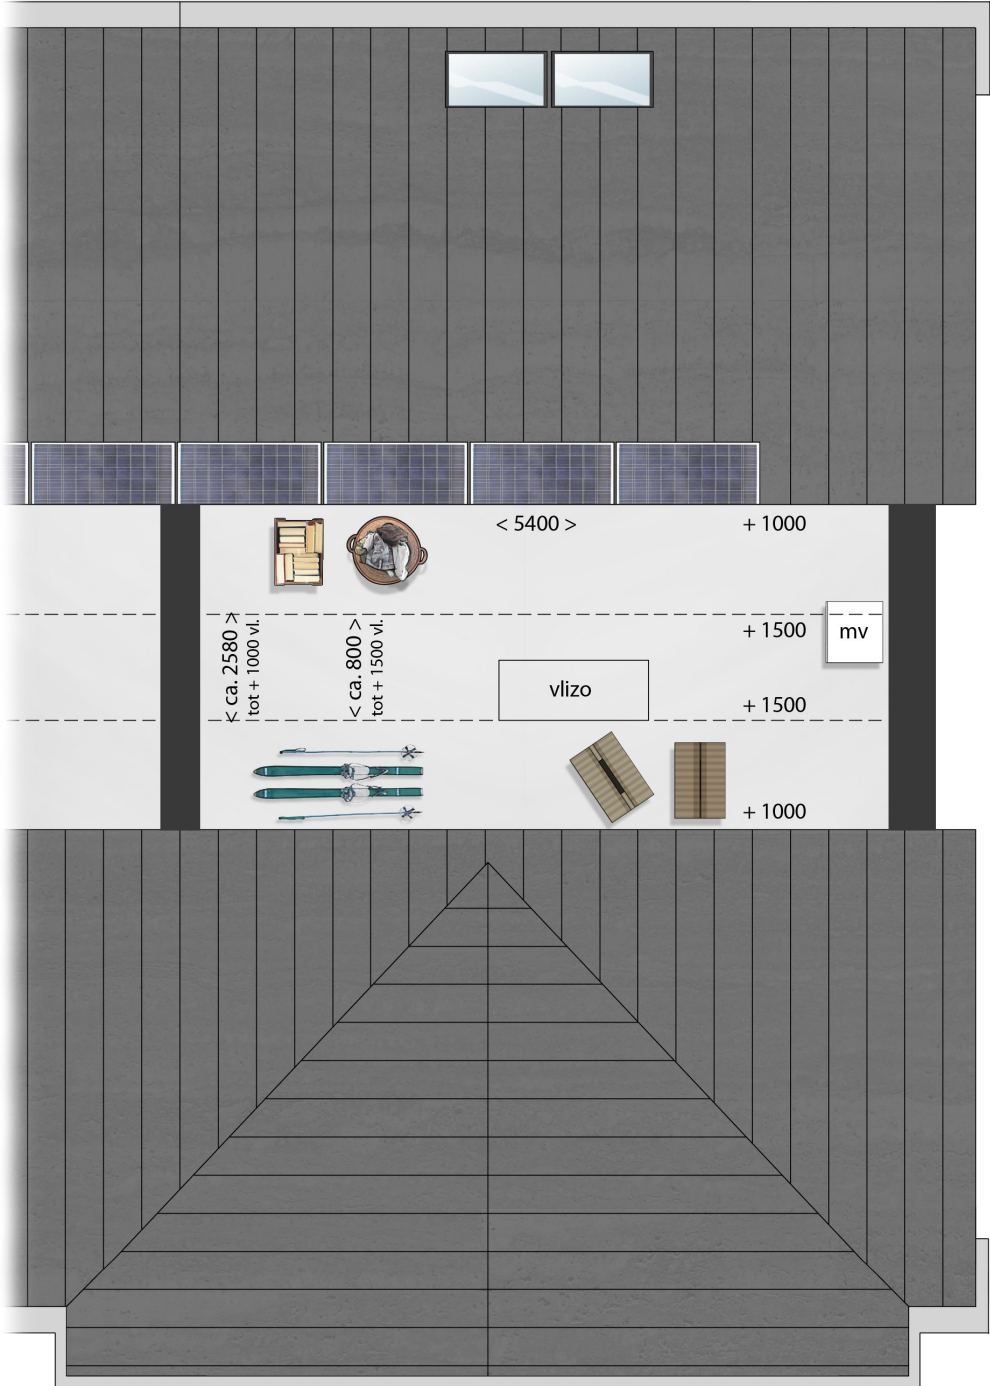 < 5400 >
+ 1000
< ca. 2580 >
tot + 1000 vl.
< ca. 800 >
tot + 1500 vl.
+ 1500
mv
vlizo
+ 1500
+ 1000